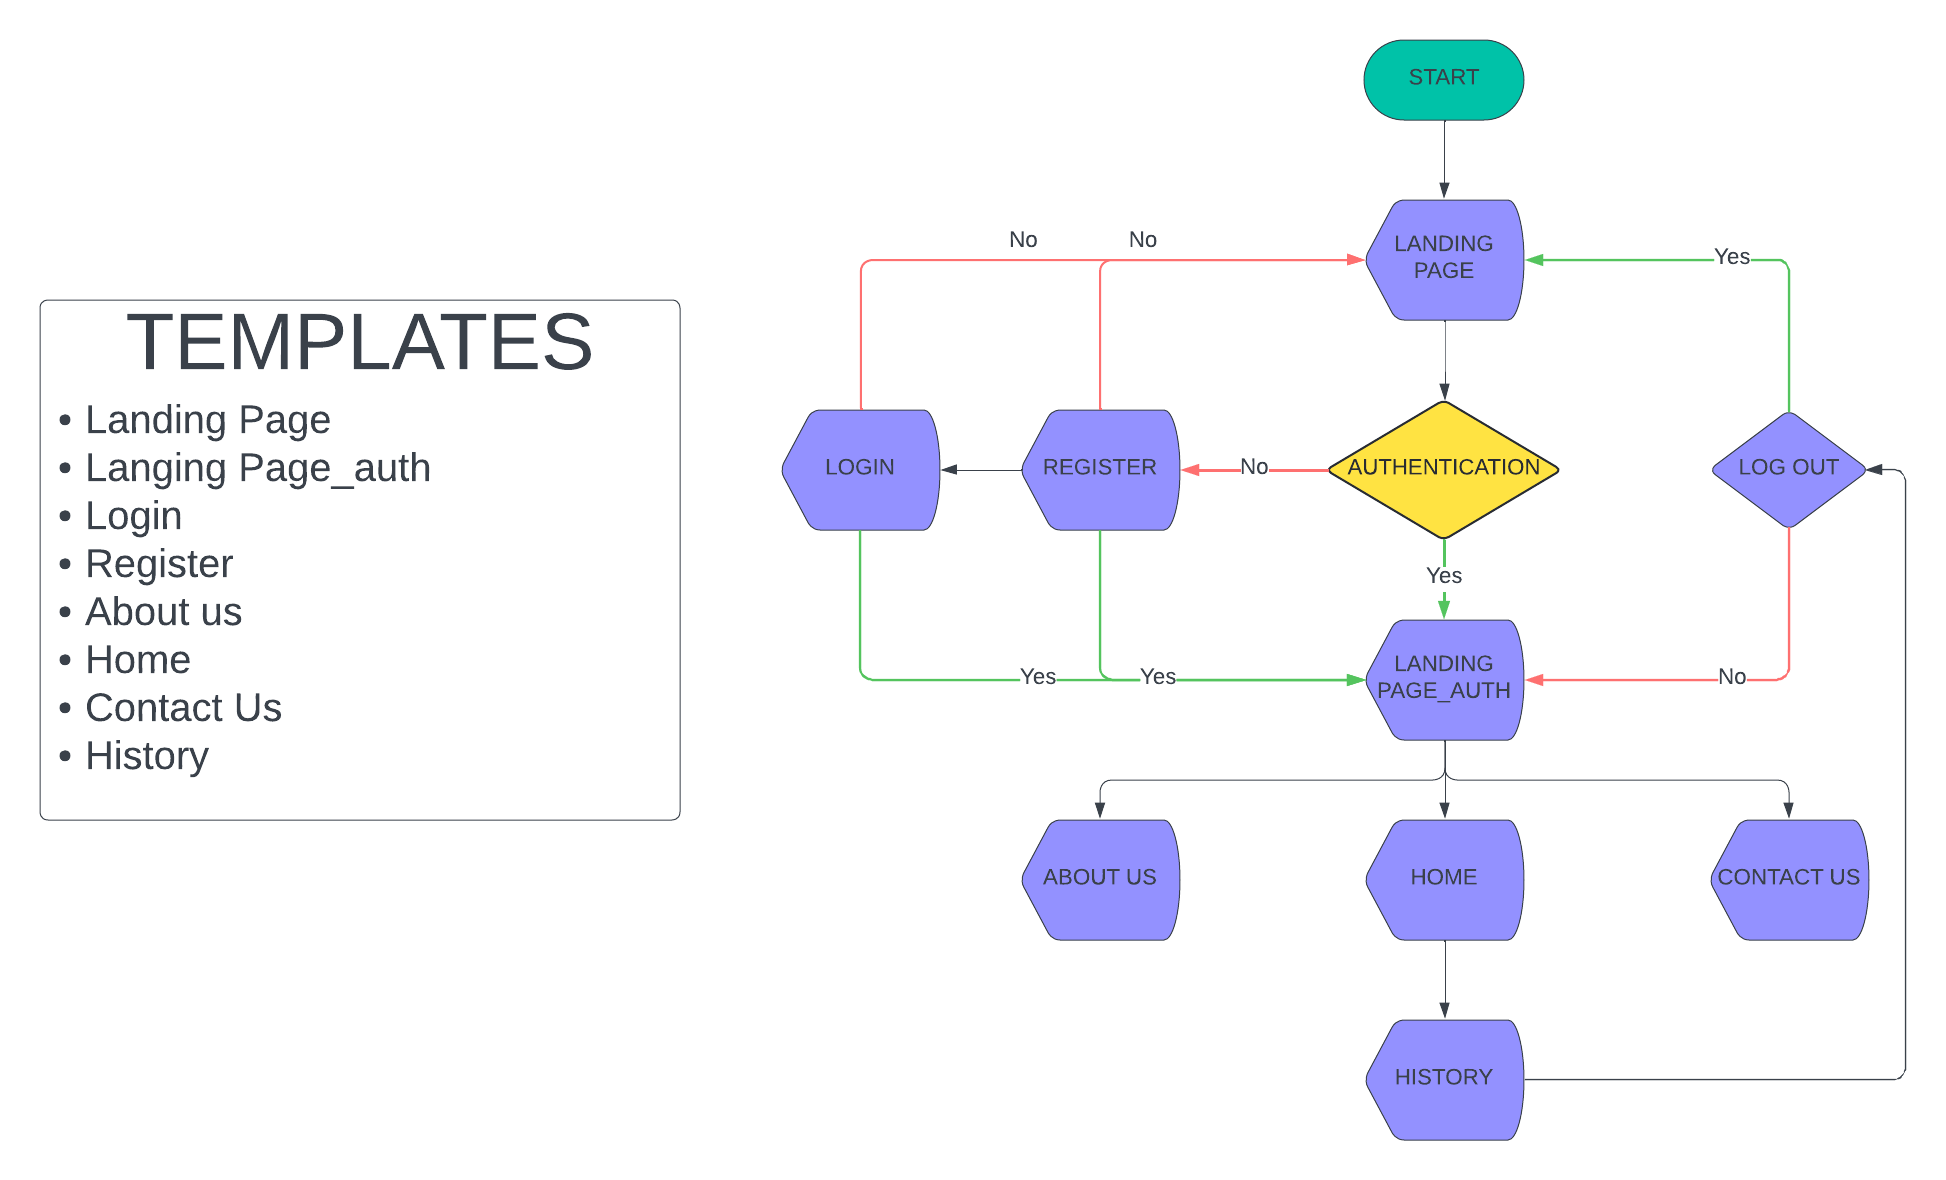 START
No
No
LANDING
PAGE
Yes
TEMPLATES
• Landing Page
• Langing Page_auth
• Login
• Register
• About us
• Home
• Contact Us
• History
LOGIN
REGISTER
No
AUTHENTICATION
LOG OUT
Yes
Yes
Yes
LANDING
PAGE_AUTH
No
ABOUT US
HOME
CONTACT US
HISTORY